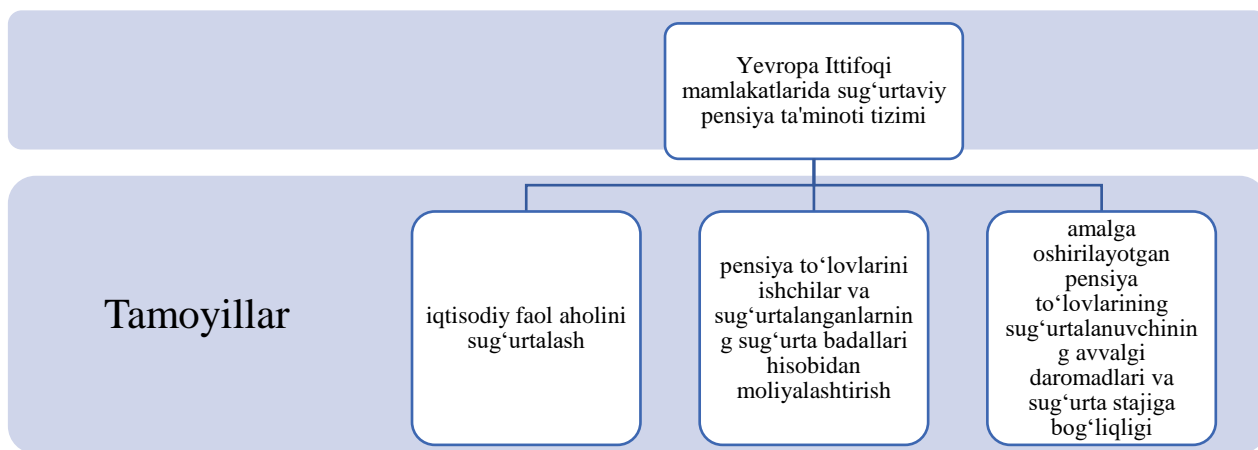 Yevropa Ittifoqi
mamlakatlarida sug‘urtaviy
pensiya ta'minoti tizimi
Tamoyillar
iqtisodiy faol aholini
sug‘urtalash
pensiya to‘lovlarini
ishchilar va
sug‘urtalanganlarnin
g sug‘urta badallari
hisobidan
moliyalashtirish
amalga
oshirilayotgan
pensiya
to‘lovlarining
sug‘urtalanuvchinin
g avvalgi
daromadlari va
sug‘urta stajiga
bog‘liqligi